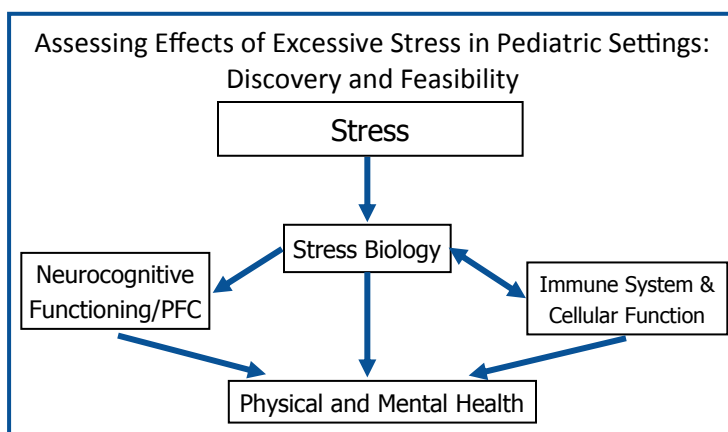 Assessing Effects of Excessive Stress in Pediatric Settings:
Discovery and Feasibility
Stress
Stress Biology
Neurocognitive
Functioning/PFC
Immune System &
Cellular Function
Physical and Mental Health